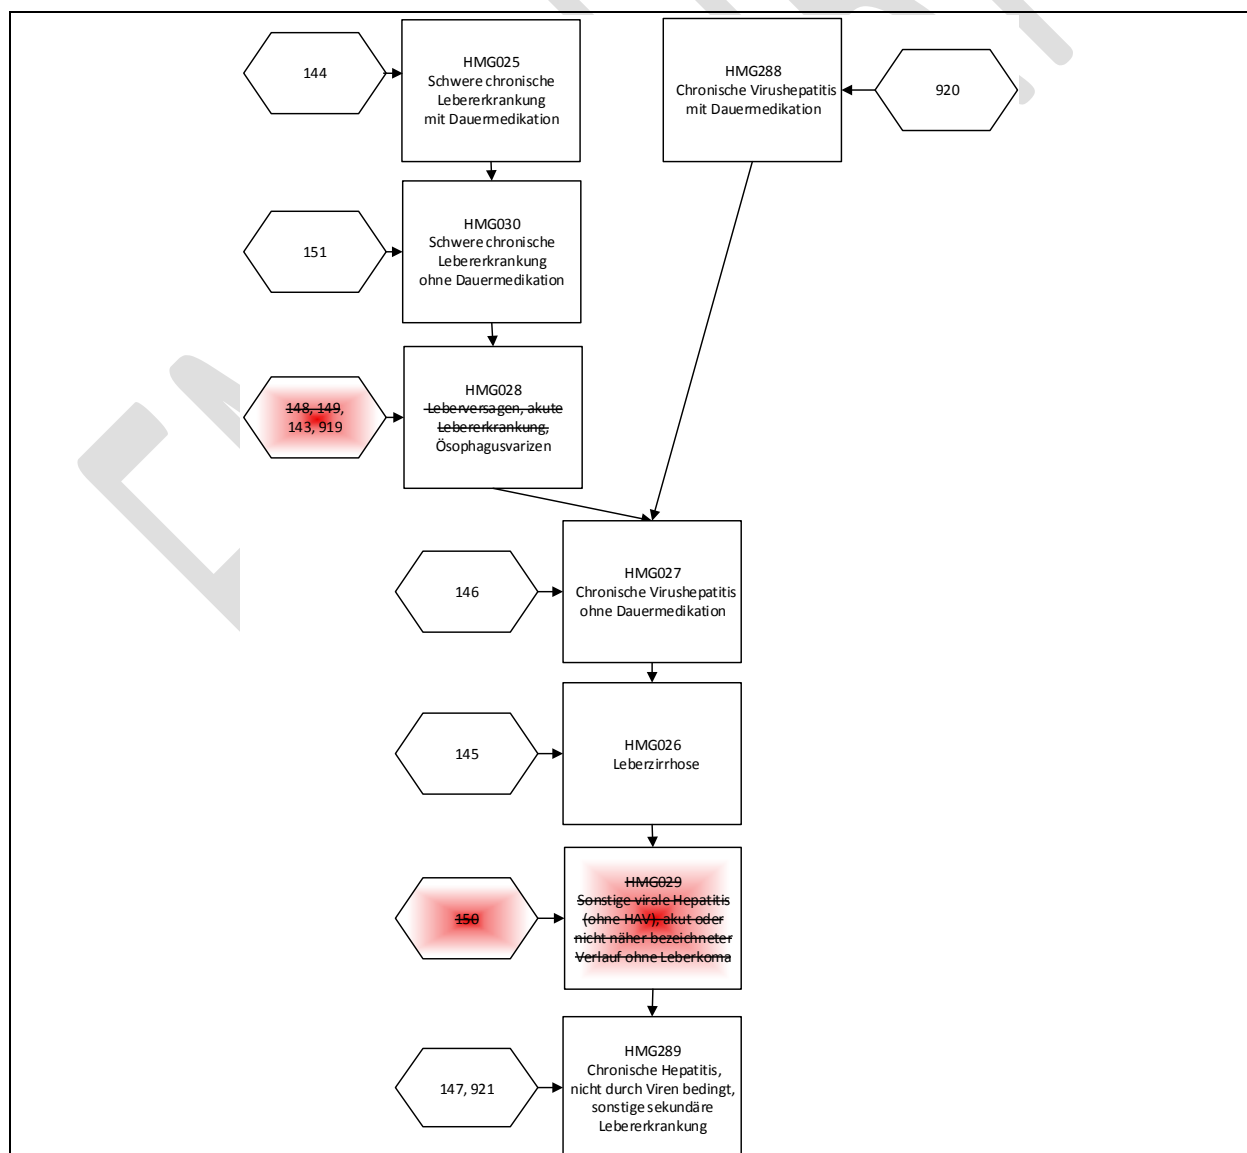 144
HMG025
Schwere chronische
Lebererkrankung
mit Dauermedikation
HMG288
Chronische Virushepatitis
mit Dauermedikation
920
151
HMG030
Schwere chronische
Lebererkrankung
ohne Dauermedikation
148, 149,
143, 919
HMG028
Leberversagen, akute
Lebererkrankung,
Ösophagusvarizen
146
HMG027
Chronische Virushepatitis
ohne Dauermedikation
145
HMG026
Leberzirrhose
150
HMG029
Sonstige virale Hepatitis
(ohne HAV), akut oder
nicht näher bezeichneter
Verlauf ohne Leberkoma
147, 921
HMG289
Chronische Hepatitis,
nicht durch Viren bedingt,
sonstige sekundäre
Lebererkrankung